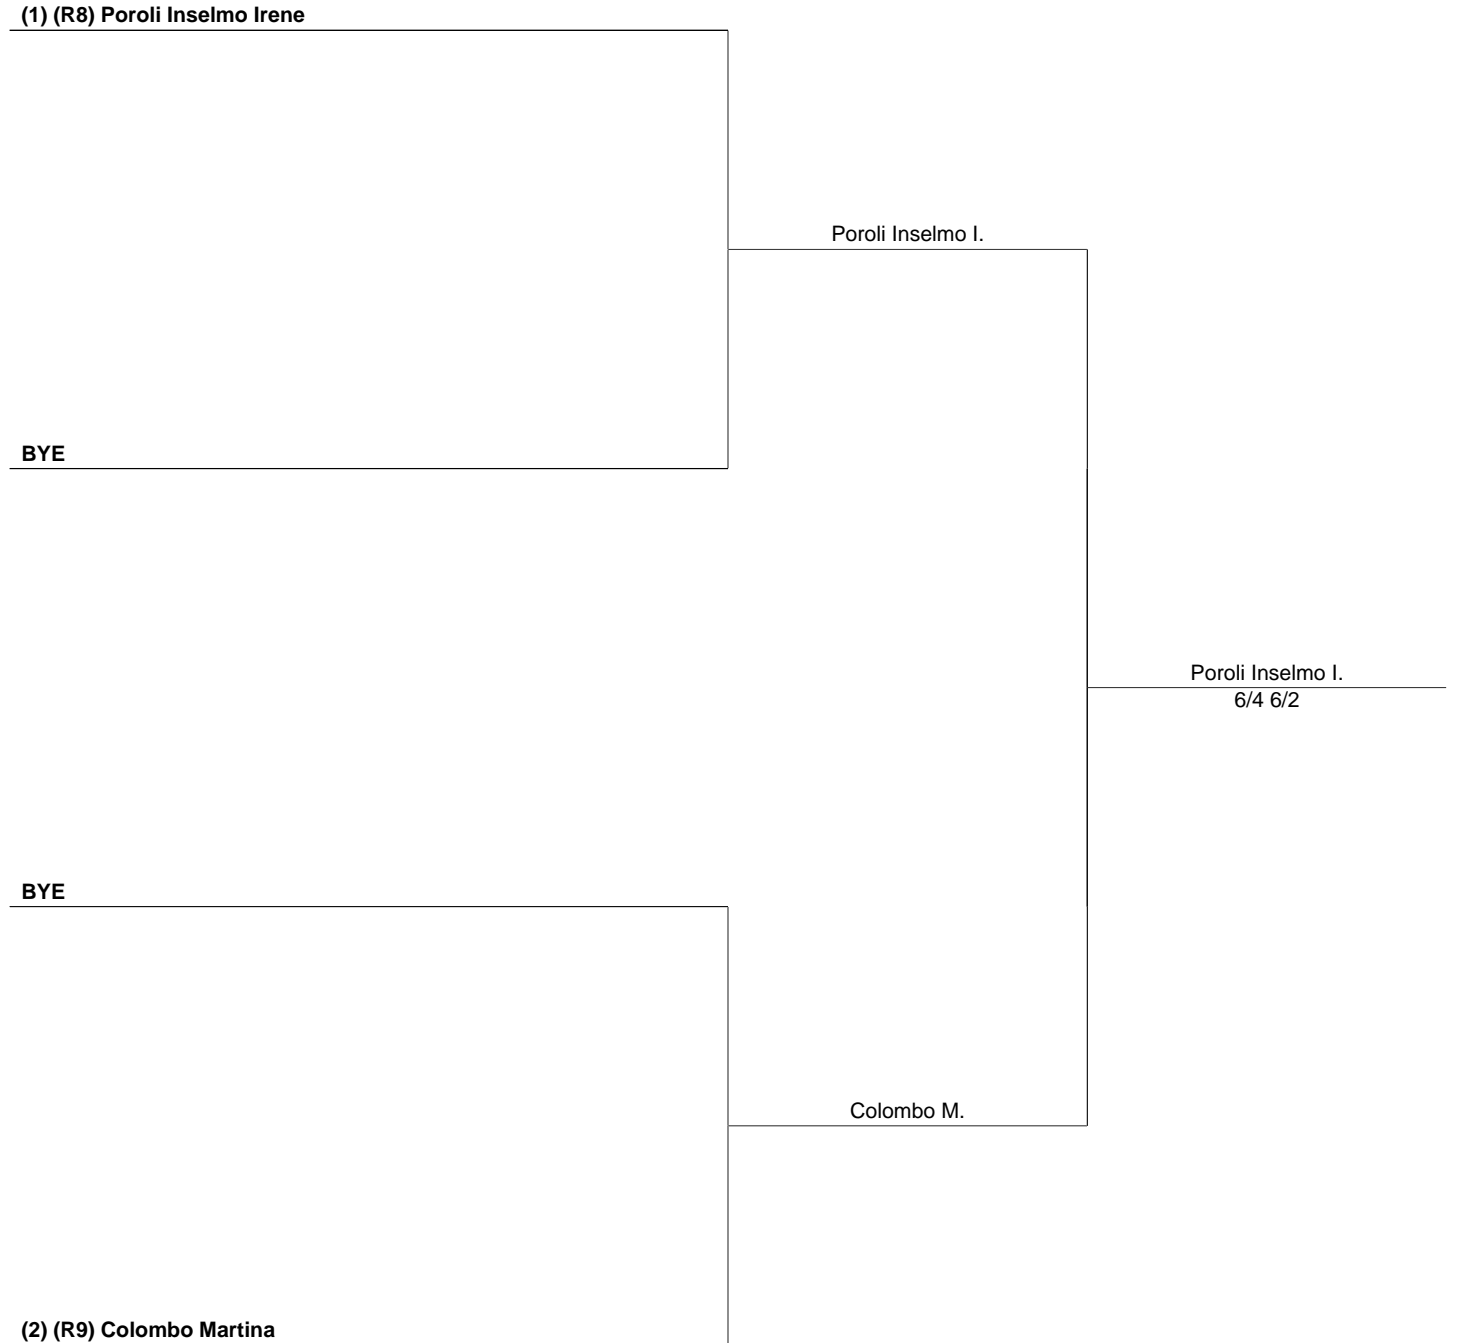 (1) (R8) Poroli Inselmo Irene
Poroli Inselmo I.
BYE
Poroli Inselmo I.
6/4 6/2
BYE
Colombo M.
(2) (R9) Colombo Martina